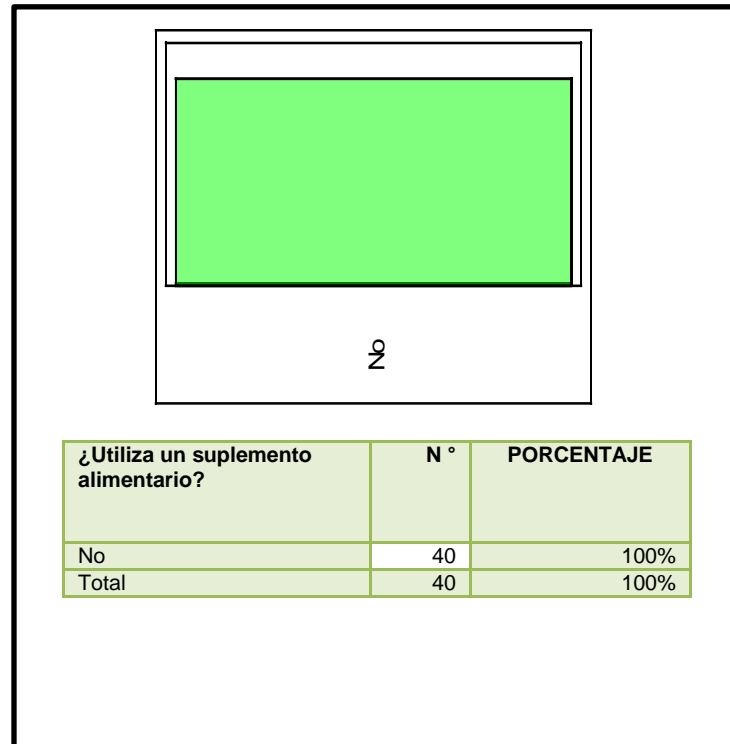 No
¿Utiliza un suplemento alimentario? N ° PORCENTAJE
No 40 100%
Total 40 100%